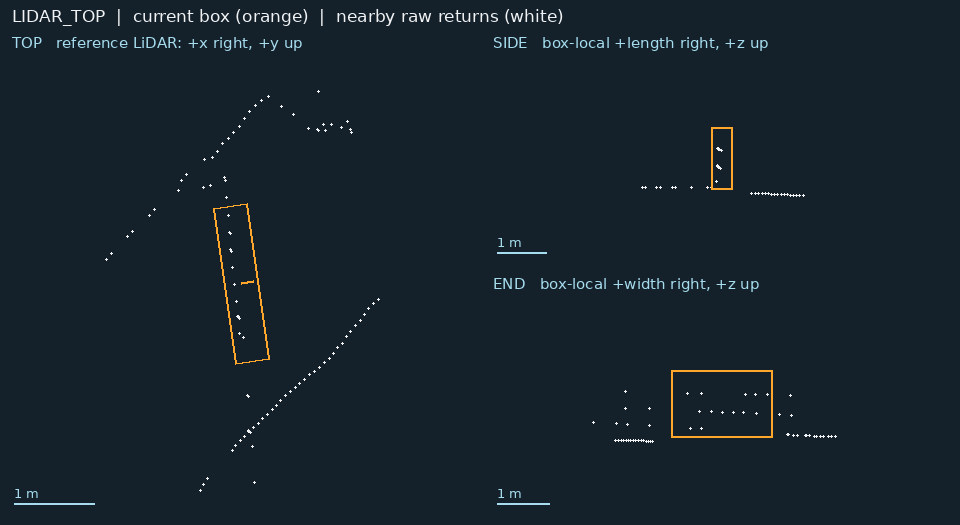 LIDAR_TOP  |  current box (orange)  |  nearby raw returns (white)
TOP   reference LiDAR: +x right, +y up
SIDE   box-local +length right, +z up
1 m
END   box-local +width right, +z up
1 m
1 m